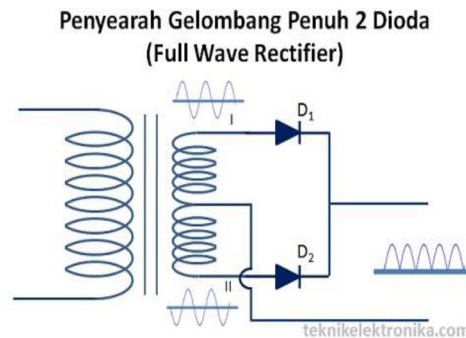 Penyearah Gelombang Penuh 2 Dioda
(Full Wave Rectifier)
I
D1
D2
II
teknikelektronika.com